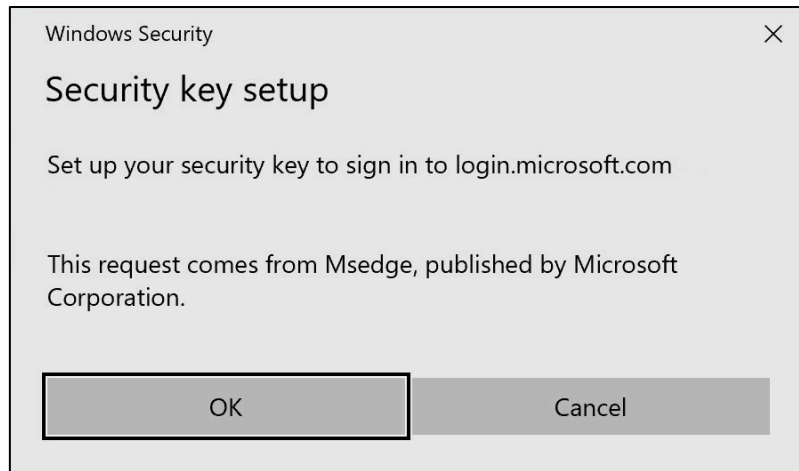 Windows Security
Security key setup
Set up your security key to sign in to login.microsoft.com
This request comes from Msedge, published by Microsoft
Corporation.
OK
Cancel